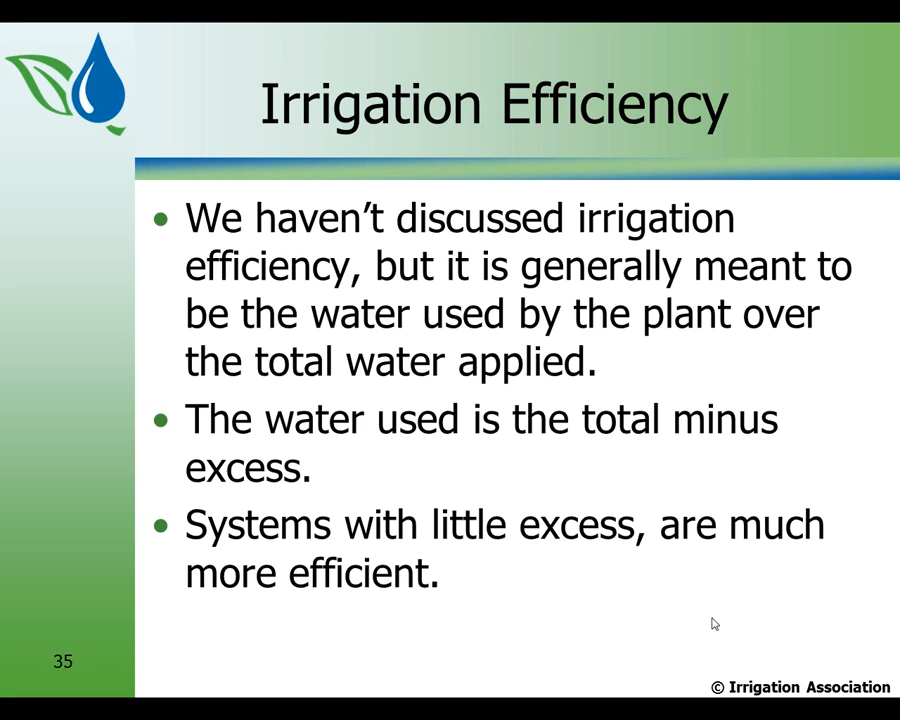 Irrigation Efficiency
• We haven’t discussed irrigation
efficiency, but it is generally meant to
be the water used by the plant over
the total water applied.
• The water used is the total minus
excess.
• Systems with little excess, are much
more efficient.
35
© Irrigation Association